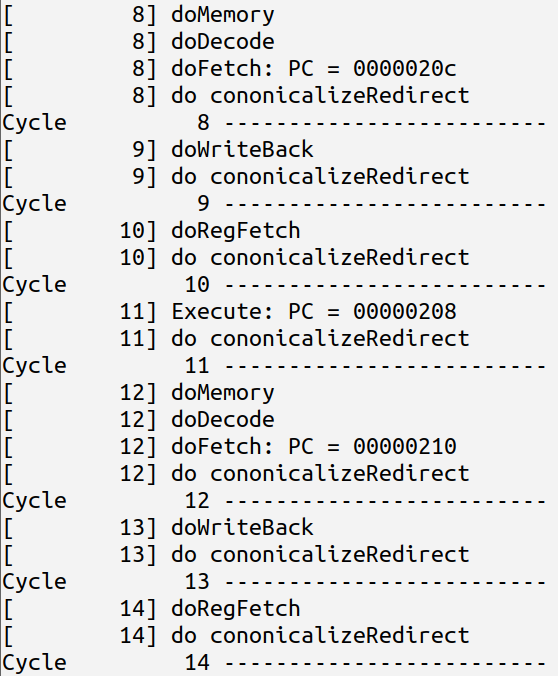 [         8] doMemory
[         8] doDecode
[         8] doFetch: PC = 0000020c
[         8] do cononicalizeRedirect
Cycle          8 -------------------------
[         9] doWriteBack
[         9] do cononicalizeRedirect
Cycle          9 -------------------------
[        10] doRegFetch
[        10] do cononicalizeRedirect
Cycle         10 -------------------------
[        11] Execute: PC = 00000208
[        11] do cononicalizeRedirect
Cycle         11 -------------------------
[        12] doMemory
[        12] doDecode
[        12] doFetch: PC = 00000210
[        12] do cononicalizeRedirect
Cycle         12 -------------------------
[        13] doWriteBack
[        13] do cononicalizeRedirect
Cycle         13 -------------------------
[        14] doRegFetch
[        14] do cononicalizeRedirect
Cycle         14 -------------------------